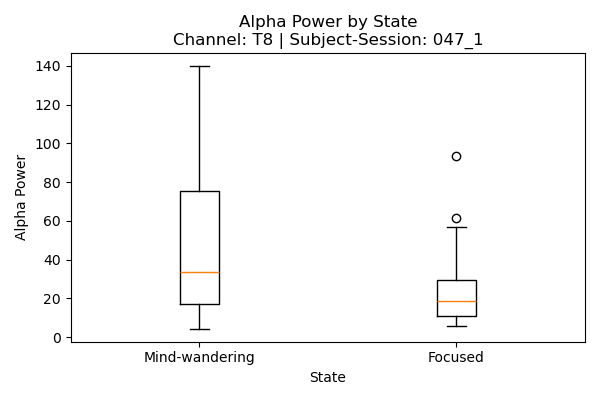 Alpha Power by State
Channel: T8 | Subject-Session: 047_1
140
120
100
80
60
40
20
0
Alpha Power
Mind-wandering
Focused
State